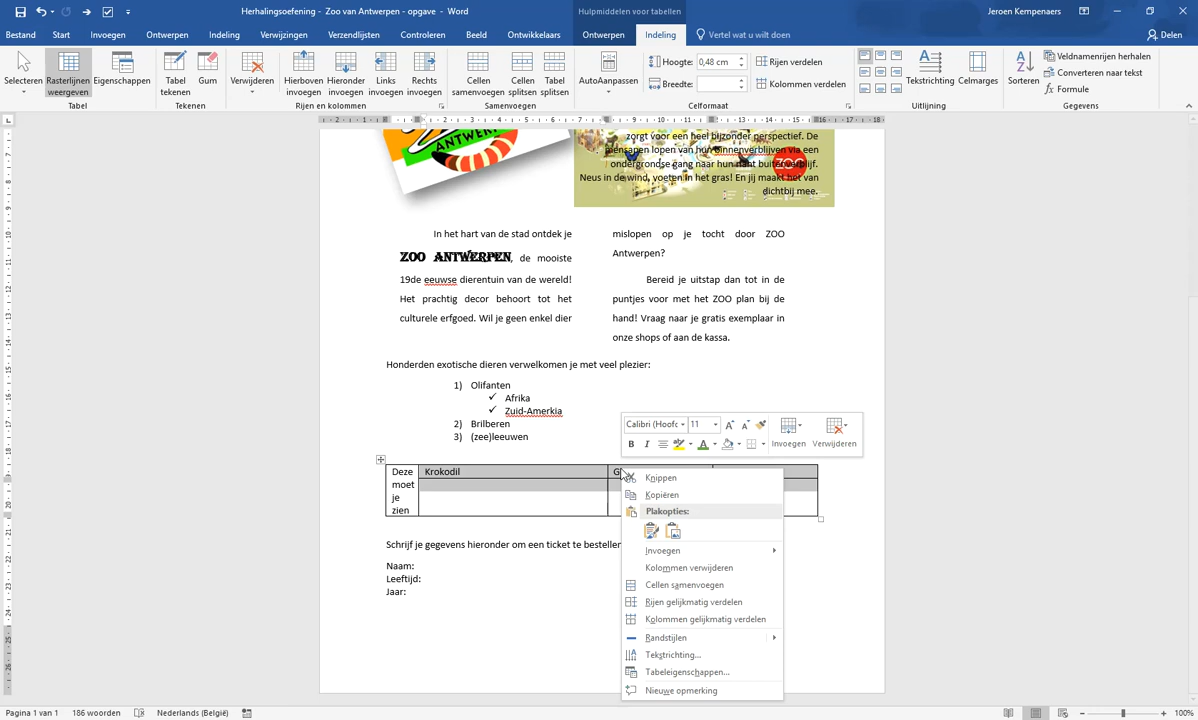 Herhalingsoefening - Zoo van Antwerpen - opgave - Word
Hulpmiddelen voor tabellen
Jeroen Kempenaers
Bestand Start Invoegen Ontwerpen Indeling Verwijzingen Verzendlijsten Controleren Beeld Ontwikkelaars Ontwerpen Indeling Vertel wat u wilt doen Delen
Selecteren
Rasterlijnen weergeven
Eigenschappen
Tabel tekenen
Gum
Verwijderen
Hierboven invoegen
Hieronder invoegen
Links invoegen
Rechts invoegen
Cellen samenvoegen
Cellen splitsen
Tabel splitsen
AutoAanpassen
Hoogte: 0,48 cm
Breedte:
Rijen verdelen
Kolommen verdelen
Tekstrichting
Celmarges
Sorteren
Veldnamenrijen herhalen
Converteren naar tekst
Formule
Tabel
Tekenen
Rijen en kolommen
Samenvoegen
Celformaat
Uitlijning
Gegevens
ANTWERPEN
zorgt voor een heel bijzonder perspectief. De
mensapen lopen van hun binnenverblijven via een
ondergrondse gang naar hun buitenverblijf.
Neus in de wind, voeten in het gras! En jij maakt het van
dichtbij mee.
In het hart van de stad ontdek je
ZOO ANTWERPEN, de mooiste
19de eeuwse dierentuin van de wereld!
Het prachtig decor behoort tot het
culturele erfgoed. Wil je geen enkel dier
mislopen op je tocht door ZOO
Antwerpen?
Bereid je uitstap dan tot in de
puntjes voor met het ZOO plan bij de
hand! Vraag naar je gratis exemplaar in
onze shops of aan de kassa.
Honderden exotische dieren verwelkomen je met veel plezier:
1) Olifanten
✓ Afrika
✓ Zuid-Amerkia
2) Brilberen
3) (zee)leeuwen
Deze
moet
je
zien
Krokodil
Schrijf je gegevens hieronder om een ticket te bestellen
Naam:
Leeftijd:
Jaar:
Calibri (Hoofc 11
B I
Invoegen
Verwijderen
Knippen
Kopiëren
Plakopties:
Invoegen
Kolommen verwijderen
Cellen samenvoegen
Rijen gelijkmatig verdelen
Kolommen gelijkmatig verdelen
Randstijlen
Tekstrichting...
Tabeleigenschappen...
Nieuwe opmerking
Pagina 1 van 1 186 woorden Nederlands (België) 100%